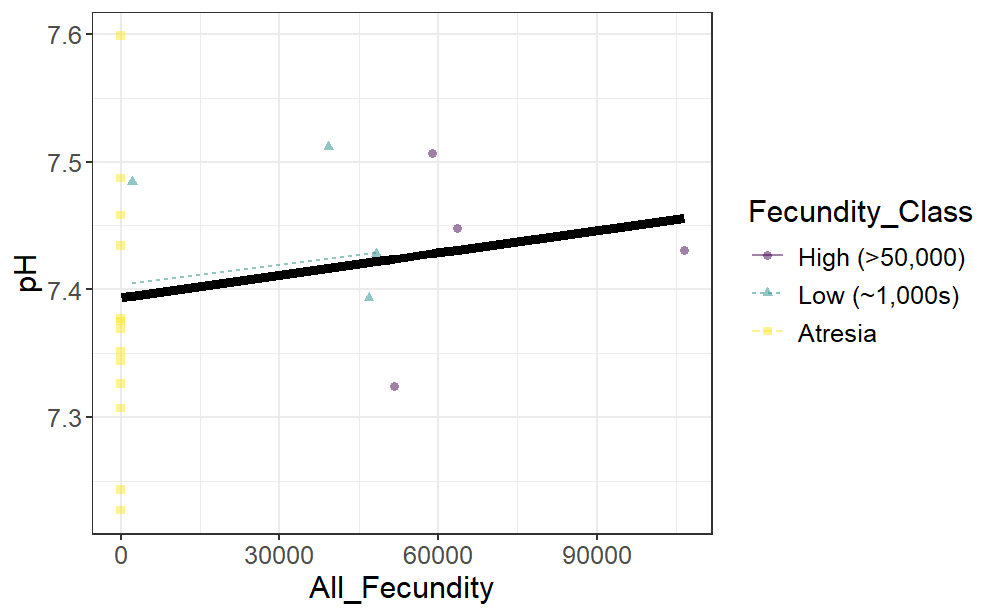 7.6
7.5
7.4
7.3
pH
0 30000 60000 90000
All_Fecundity
Fecundity_Class
High (>50,000)
Low (~1,000s)
Atresia